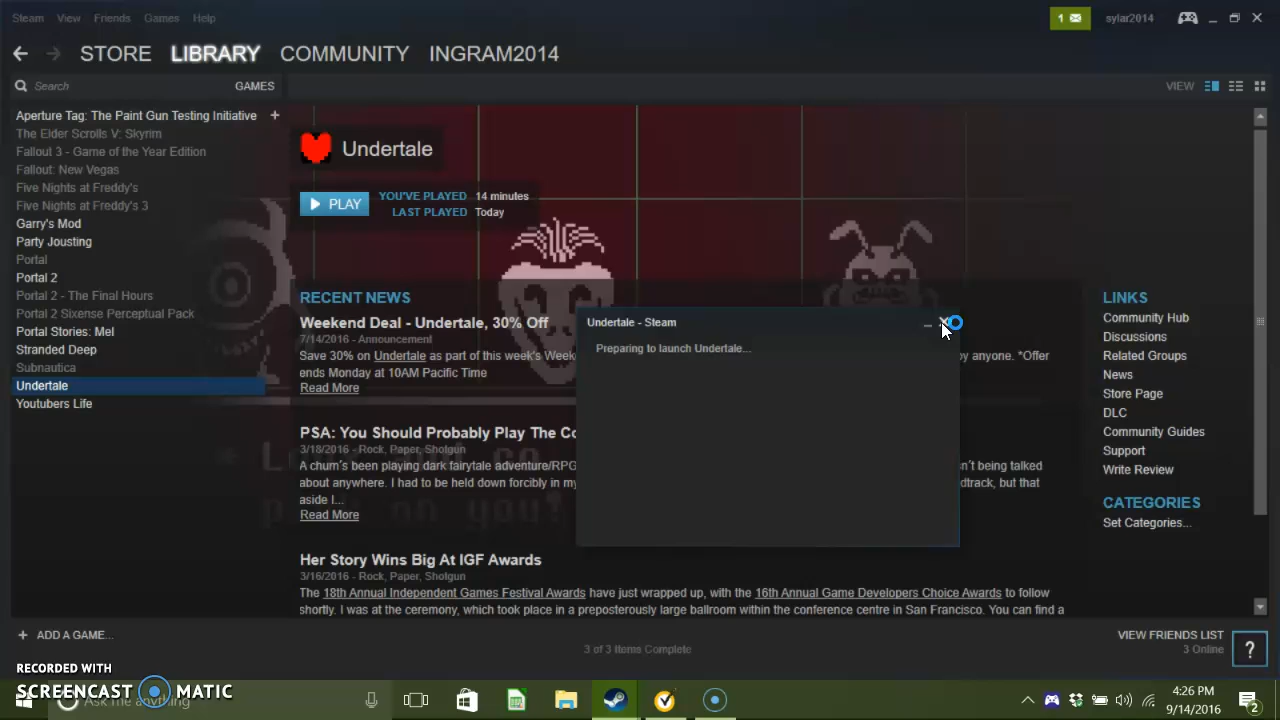 Steam View Friends Games Help
1 sylar2014
STORE LIBRARY COMMUNITY INGRAM2014
Search GAMES VIEW
Aperture Tag: The Paint Gun Testing Initiative +
The Elder Scrolls V: Skyrim
Fallout 3 - Game of the Year Edition
Fallout: New Vegas
Five Nights at Freddy's
Five Nights at Freddy's 3
Garry's Mod
Party Jousting
Portal
Portal 2
Portal 2 - The Final Hours
Portal 2 Sixense Perceptual Pack
Portal Stories: Mel
Stranded Deep
Subnautica
Undertale
Youtubers Life
Undertale
PLAY YOU'VE PLAYED 14 minutes
LAST PLAYED Today
RECENT NEWS
Weekend Deal - Undertale, 30% Off
7/14/2016 - Announcement
Save 30% on Undertale as part of this week's Week by anyone. *Offer
ends Monday at 10AM Pacific Time
Read More
PSA: You Should Probably Play The Co
3/18/2016 - Rock, Paper, Shotgun
A chum's been playing dark fairytale adventure/RPG n't being talked
about anywhere. I had to be held down forcibly in my dtrack, but that
aside I...
Read More
Her Story Wins Big At IGF Awards
3/16/2016 - Rock, Paper, Shotgun
The 18th Annual Independent Games Festival Awards have just wrapped up, with the 16th Annual Game Developers Choice Awards to follow
shortly. I was at the ceremony, which took place in a preposterously large ballroom within the conference centre in San Francisco. You can find a
Undertale - Steam
Preparing to launch Undertale...
LINKS
Community Hub
Discussions
Related Groups
News
Store Page
DLC
Community Guides
Support
Write Review
CATEGORIES
Set Categories...
+ ADD A GAME...
3 of 3 Items Complete
VIEW FRIENDS LIST
3 Online
?
RECORDED WITH
SCREENCAST MATIC
Ask me anything
4:26 PM
9/14/2016
2